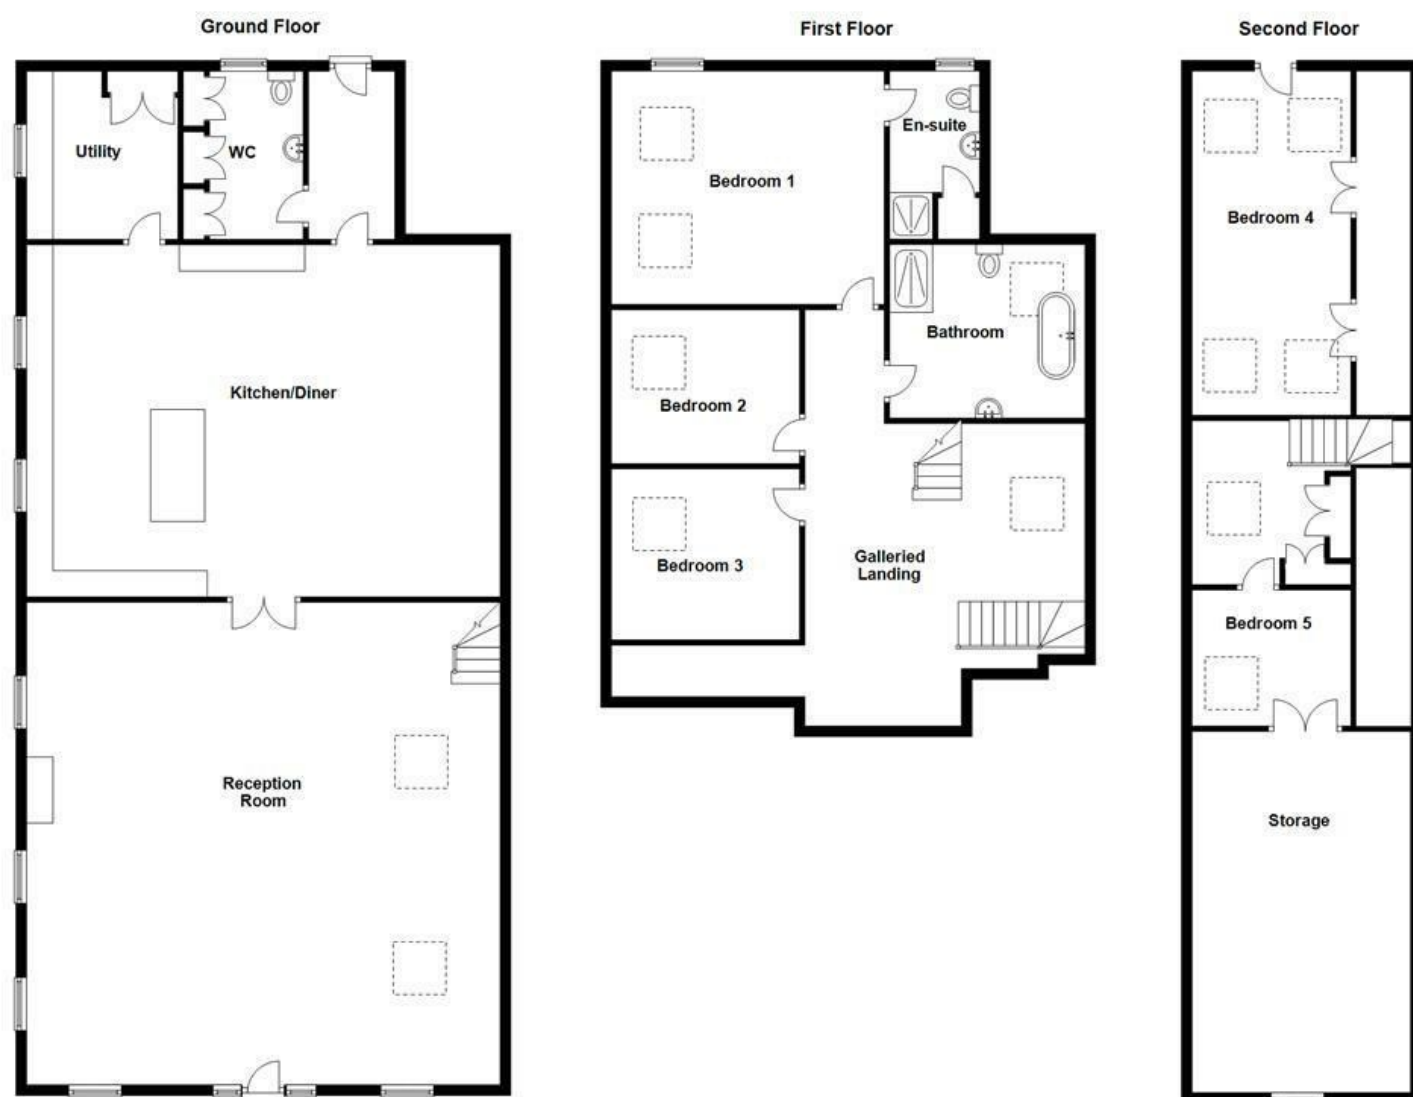 Ground Floor
Utility
WC
Kitchen/Diner
Reception
Room
First Floor
Bedroom 1
En-suite
Bathroom
Bedroom 2
Bedroom 3
Galleried
Landing
Second Floor
Bedroom 4
Bedroom 5
Storage